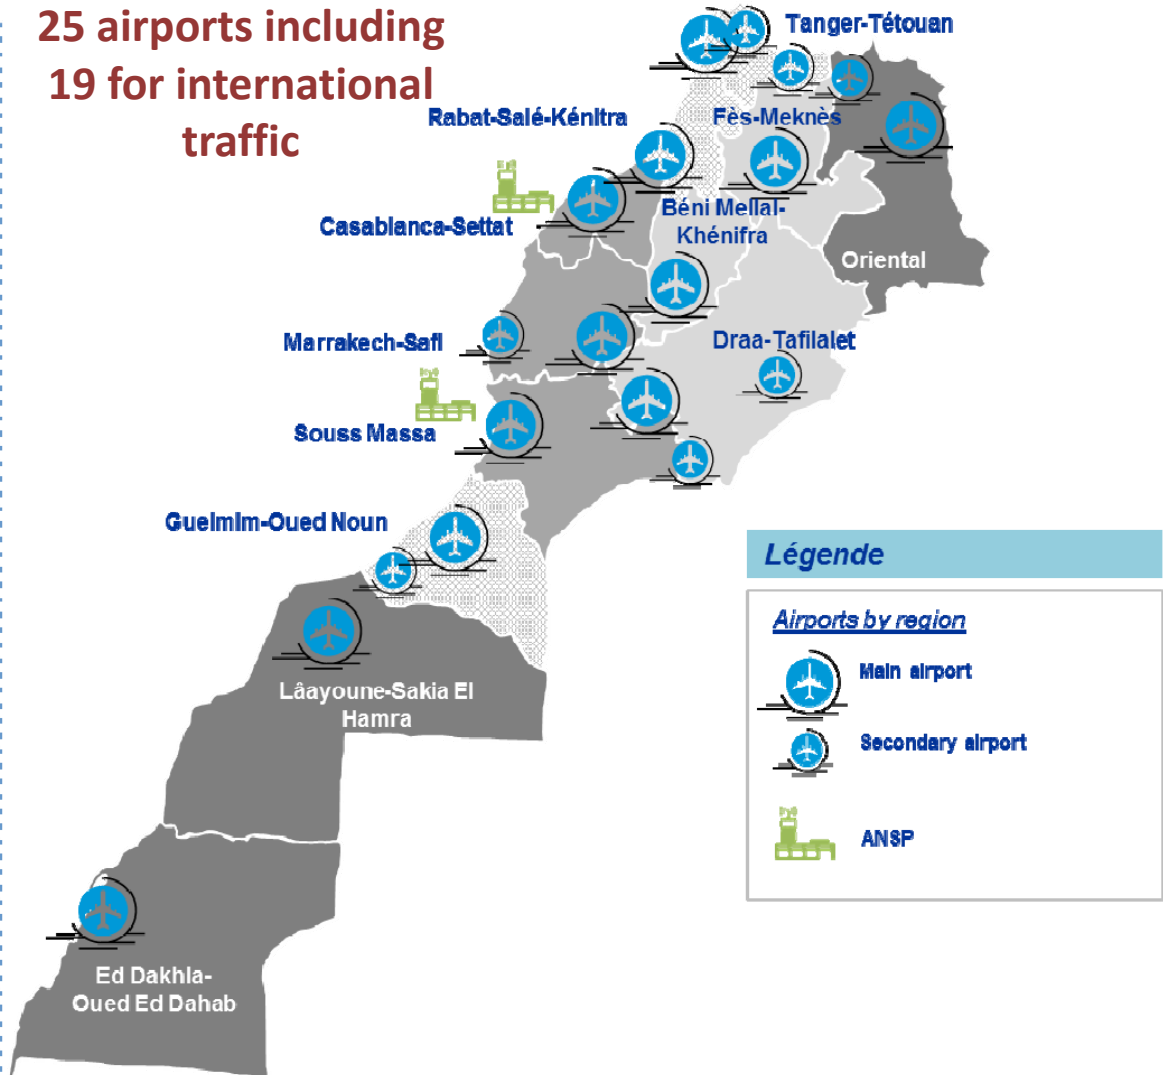 25 airports including
19 for international
traffic
Tanger-Tétouan
Rabat-Salé-Kénitra
Fès-Meknès
Casablanca-Settat
Béni Mellal-
Khénifra
Oriental
Marrakech-Safi
Draa-Tafilalet
Souss Massa
Guelmim-Oued Noun
Lâayoune-Sakia El
Hamra
Ed Dakhla-
Oued Ed Dahab
Légende
Airports by region
Main airport
Secondary airport
ANSP